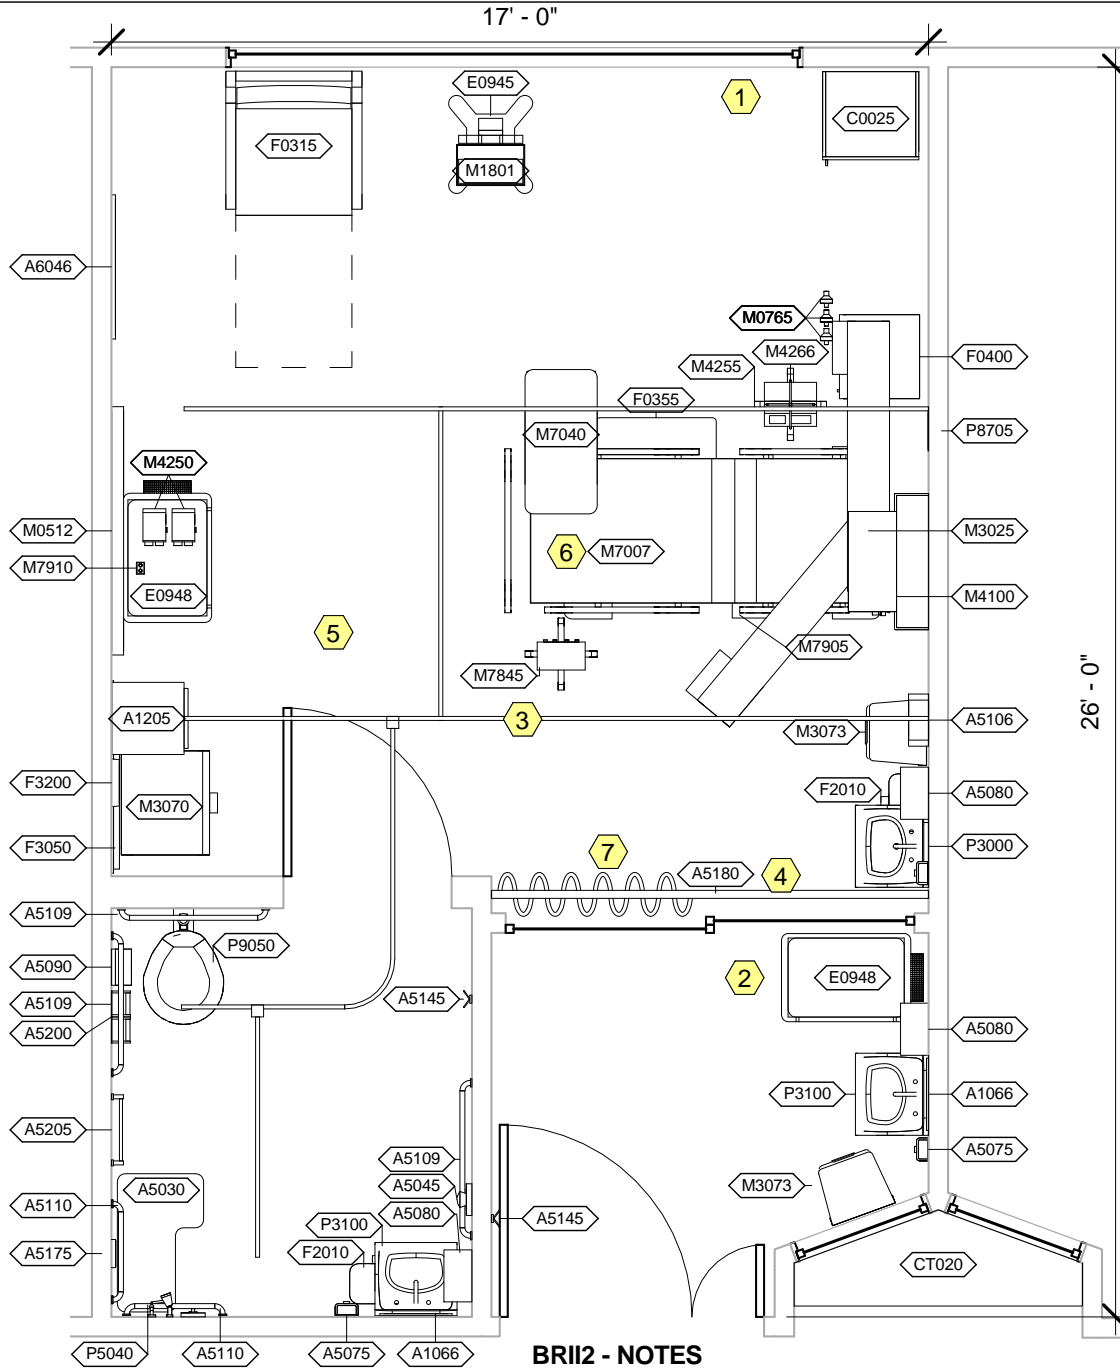 17' - 0"
E0945
1
F0315
C0025
M1801
A6046
M0765
M4266
M4255
F0400
F0355
M7040
P8705
M4250
M0512
M3025
6
M7007
M7910
E0948
M4100
5
M7905
M7845
26' - 0"
A1205
3
A5106
M3073
F3200
M3070
F2010
A5080
F3050
P3000
7
A5180
4
A5109
P9050
A5090
2
E0948
A5109
A5145
A5200
A5080
P3100
A1066
A5205
A5109
A5075
A5045
A5030
M3073
A5110
A5080
P3100
A5145
A5175
F2010
CT020
P5040
A5110
A5075
A1066
BRII2 - NOTES